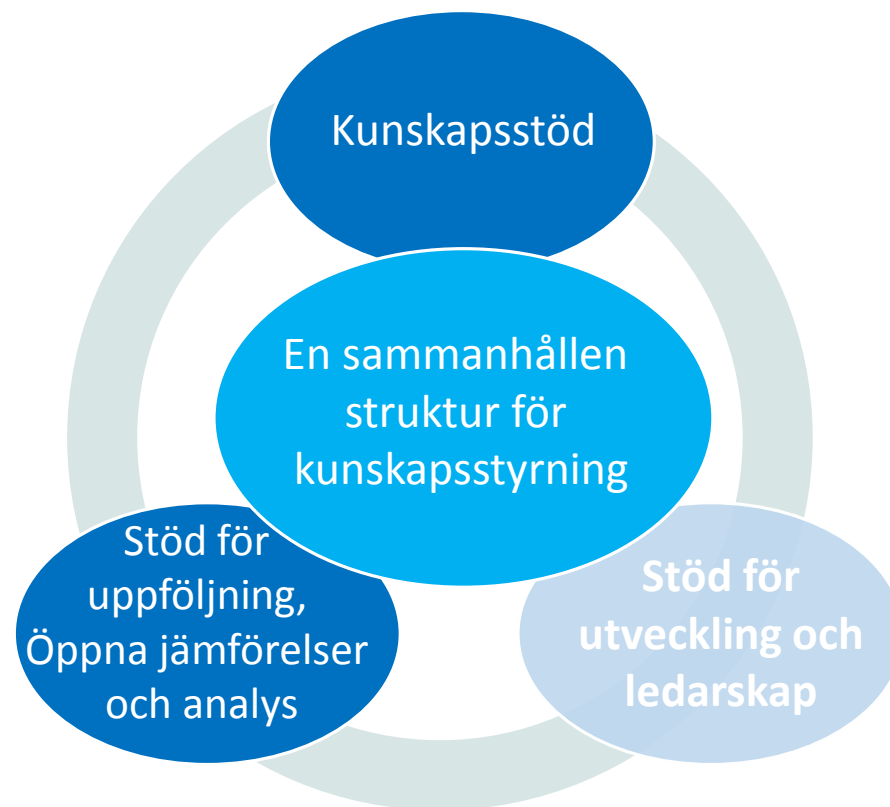 Kunskapsstöd
En sammanhållen
struktur för
kunskapsstyrning
Stöd för
uppföljning,
Öppna jämförelser
och analys
Stöd för
utveckling och
ledarskap